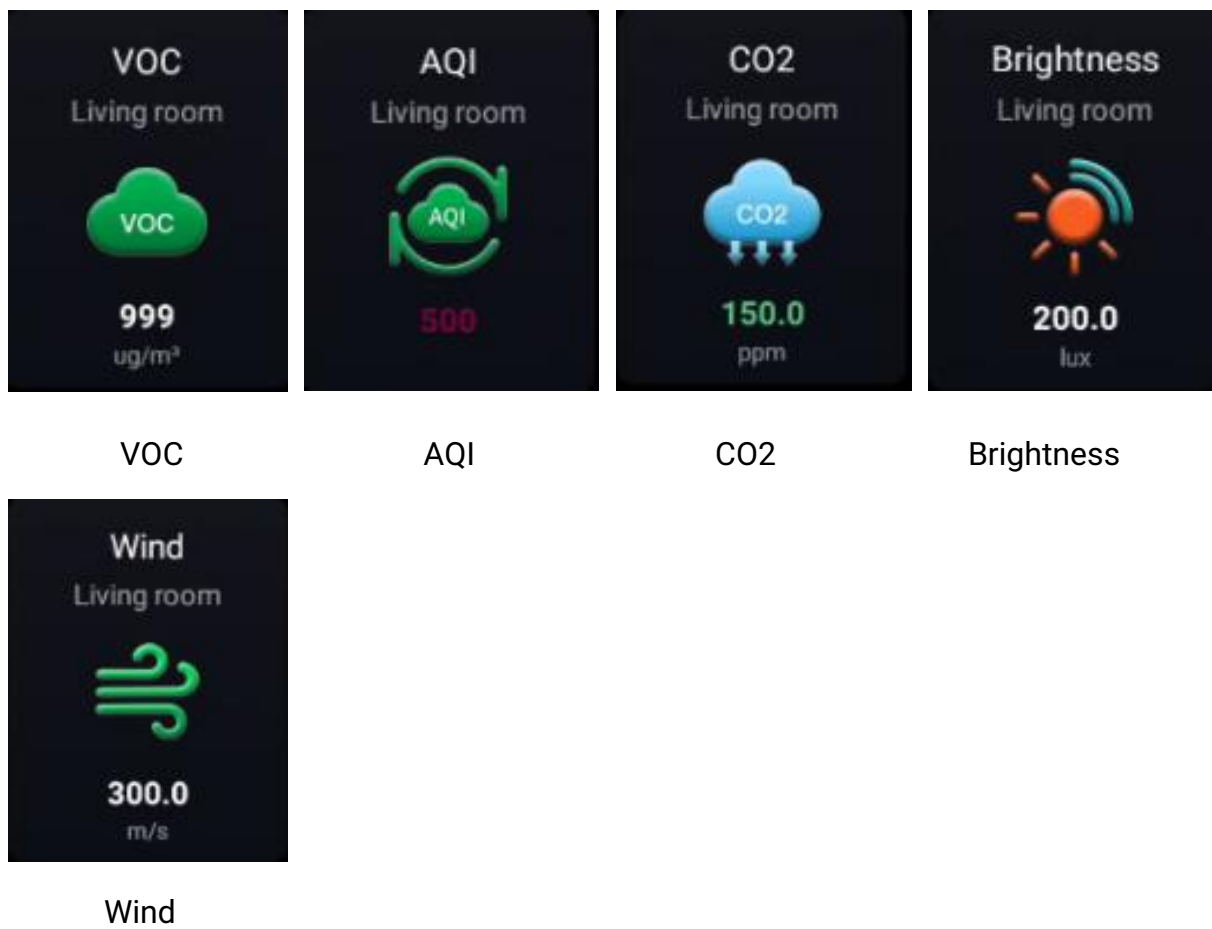 VOC
Living room
VOC
999
ug/m³
AQI
Living room
AQI
500
CO2
Living room
CO2
150.0
ppm
Brightness
Living room
200.0
lux
VOC
AQI
CO2
Brightness
Wind
Living room
300.0
m/s
Wind